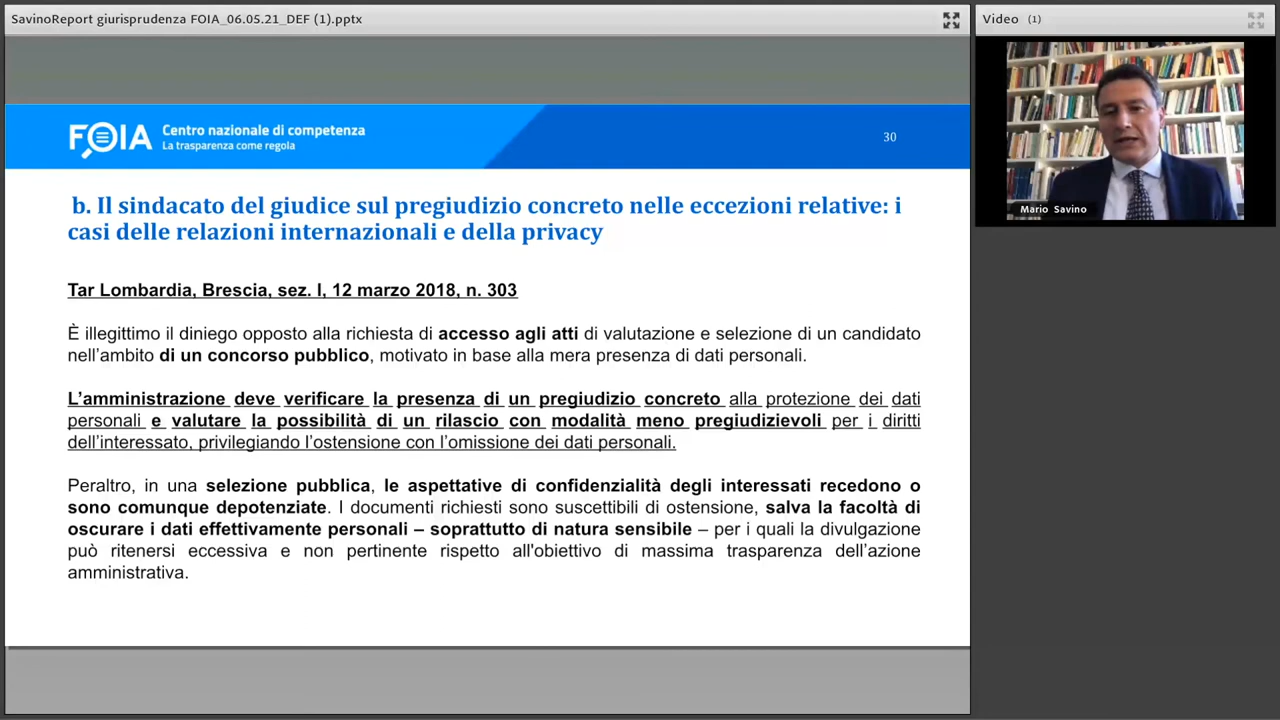 SavinoReport giurisprudenza FOIA_06.05.21_DEF (1).pptx
Video (1)
FOIA
Centro nazionale di competenza
La trasparenza come regola
30
Mario Savino
b. Il sindacato del giudice sul pregiudizio concreto nelle eccezioni relative: i
casi delle relazioni internazionali e della privacy
Tar Lombardia, Brescia, sez. I, 12 marzo 2018, n. 303
È illegittimo il diniego opposto alla richiesta di accesso agli atti di valutazione e selezione di un candidato
nell’ambito di un concorso pubblico, motivato in base alla mera presenza di dati personali.
L’amministrazione deve verificare la presenza di un pregiudizio concreto alla protezione dei dati
personali e valutare la possibilità di un rilascio con modalità meno pregiudizievoli per i diritti
dell’interessato, privilegiando l’ostensione con l’omissione dei dati personali.
Peraltro, in una selezione pubblica, le aspettative di confidenzialità degli interessati recedono o
sono comunque depotenziate. I documenti richiesti sono suscettibili di ostensione, salva la facoltà di
oscurare i dati effettivamente personali – soprattutto di natura sensibile – per i quali la divulgazione
può ritenersi eccessiva e non pertinente rispetto all'obiettivo di massima trasparenza dell’azione
amministrativa.